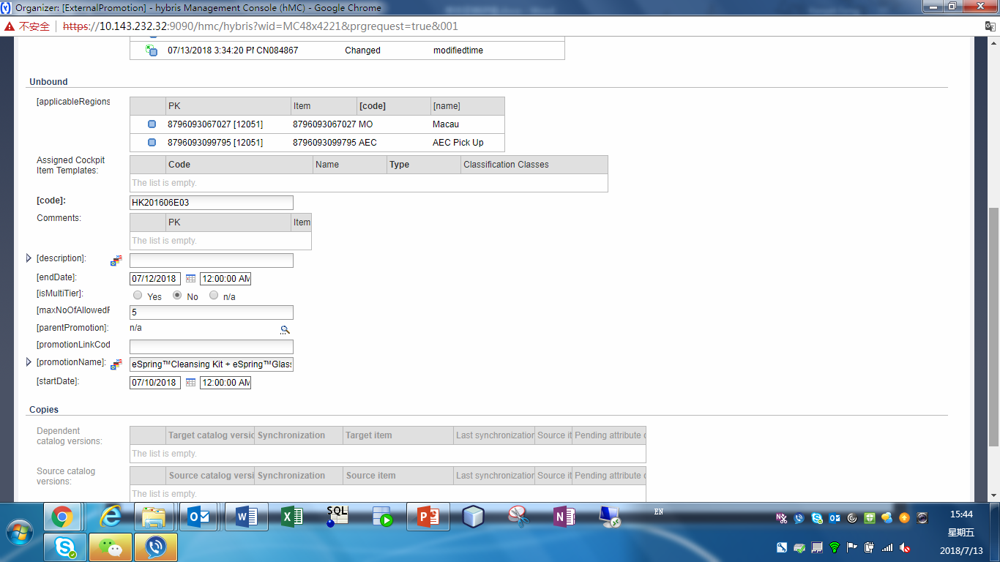 Organizer: [ExternalPromotion] - hybris Management Console (hMC) - Google Chrome
不安全 https://10.143.232.32:9090/hmc/hybris?wid=MC48x4221&prgrequest=true&001
07/13/2018 3:34:20 PM CN084867 Changed modifiedtime
Unbound
[applicableRegions
PK Item [code] [name]
8796093067027 [12051] 8796093067027 MO Macau
8796093099795 [12051] 8796093099795 AEC AEC Pick Up
Assigned Cockpit
Item Templates:
Code Name Type Classification Classes
The list is empty.
[code]: HK201606E03
Comments:
PK Item
The list is empty.
[description]:
[endDate]: 07/12/2018 12:00:00 AM
[isMultiTier]: Yes No n/a
[maxNoOfAllowedF 5
[parentPromotion]: n/a
[promotionLinkCod
[promotionName]: eSpring™Cleansing Kit + eSpring™Glass
[startDate]: 07/10/2018 12:00:00 AM
Copies
Dependent
catalog versions:
Target catalog versio Synchronization Target item Last synchronization Source it Pending attribute c
The list is empty.
Source catalog
versions:
Source catalog versi Synchronization Source item Last synchronization Source it Pending attribute c
The list is empty.
SQL
EN
15:44
星期五
2018/7/13